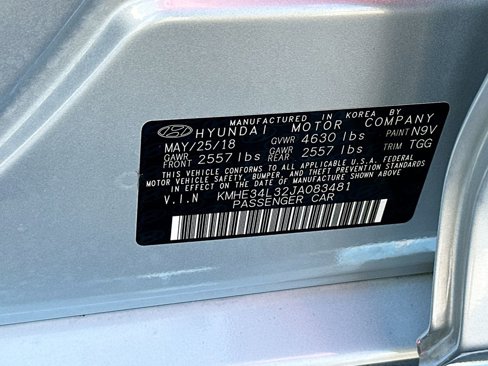 MANUFACTURED IN KOREA BY
HYUNDAI MOTOR COMPANY
MAY/25/18 GVWR 4630 lbs PAINT N9V
GAWR FRONT 2557 lbs GAWR REAR 2557 lbs TRIM TGG
THIS VEHICLE CONFORMS TO ALL APPLICABLE U.S.A. FEDERAL
MOTOR VEHICLE SAFETY, BUMPER, AND THEFT PREVENTION STANDARDS
IN EFFECT ON THE DATE OF MANUFACTURE SHOWN ABOVE.
V.I.N KMHE34L32JA083481
PASSENGER CAR